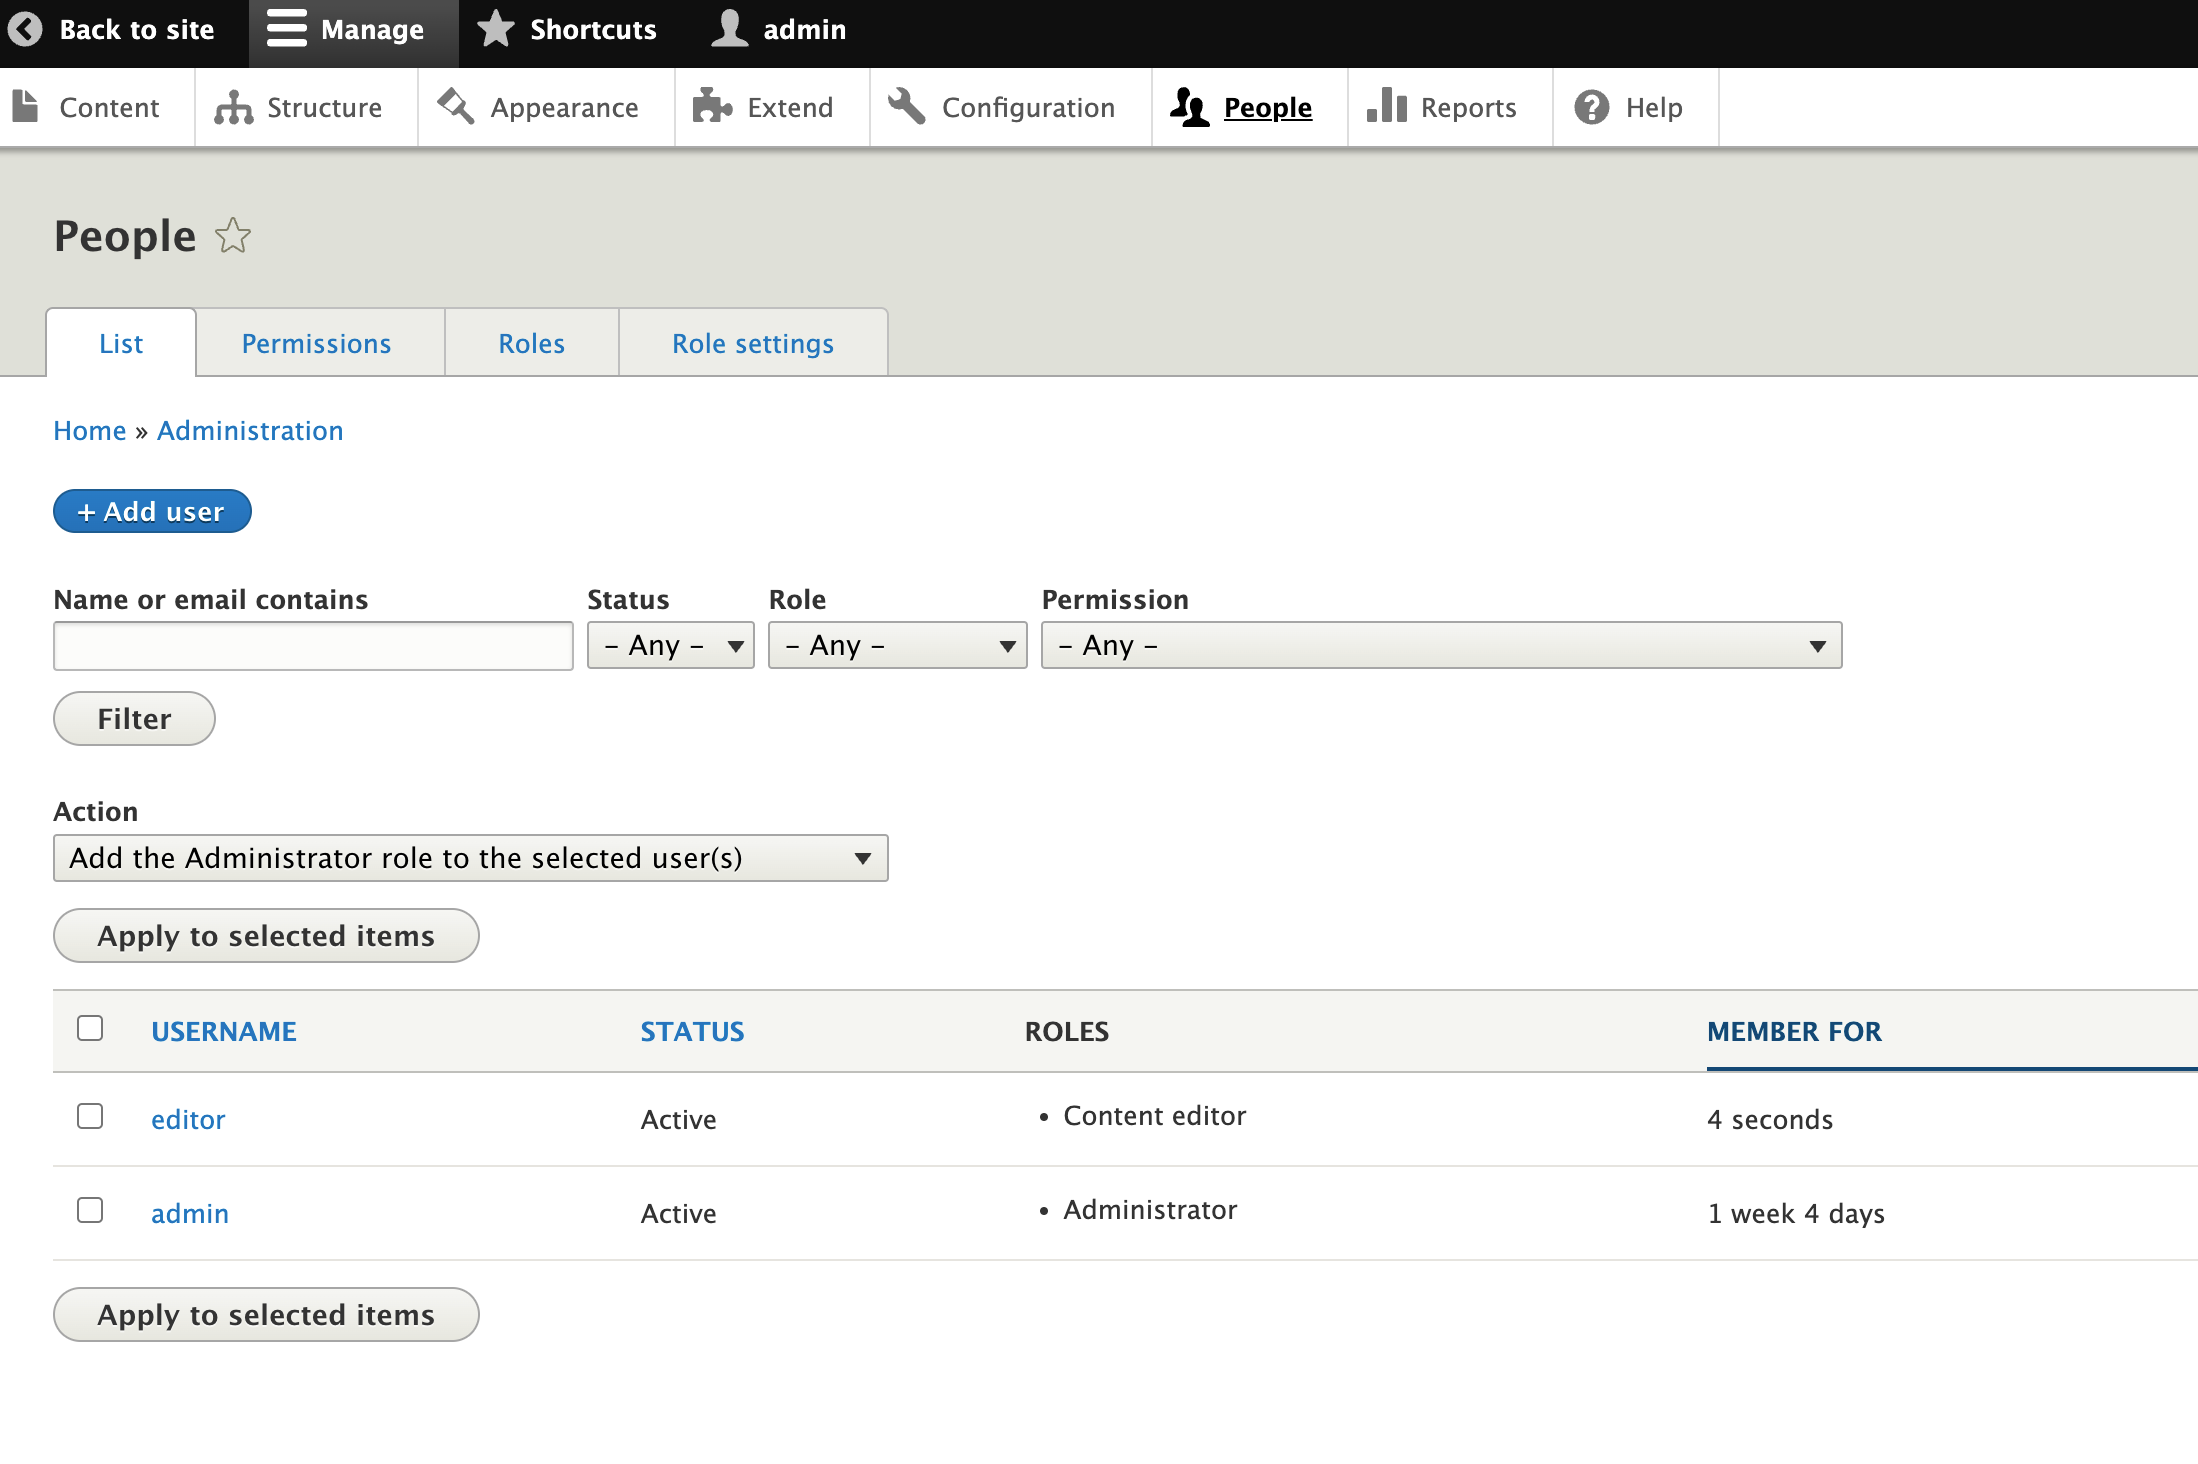 Back to site Manage Shortcuts admin
Content Structure Appearance Extend Configuration People Reports Help
People
List Permissions Roles Role settings
Home » Administration
+ Add user
Name or email contains Status Role Permission
- Any - - Any - - Any -
Filter
Action
Add the Administrator role to the selected user(s)
Apply to selected items
USERNAME STATUS ROLES MEMBER FOR
editor Active • Content editor 4 seconds
admin Active • Administrator 1 week 4 days
Apply to selected items